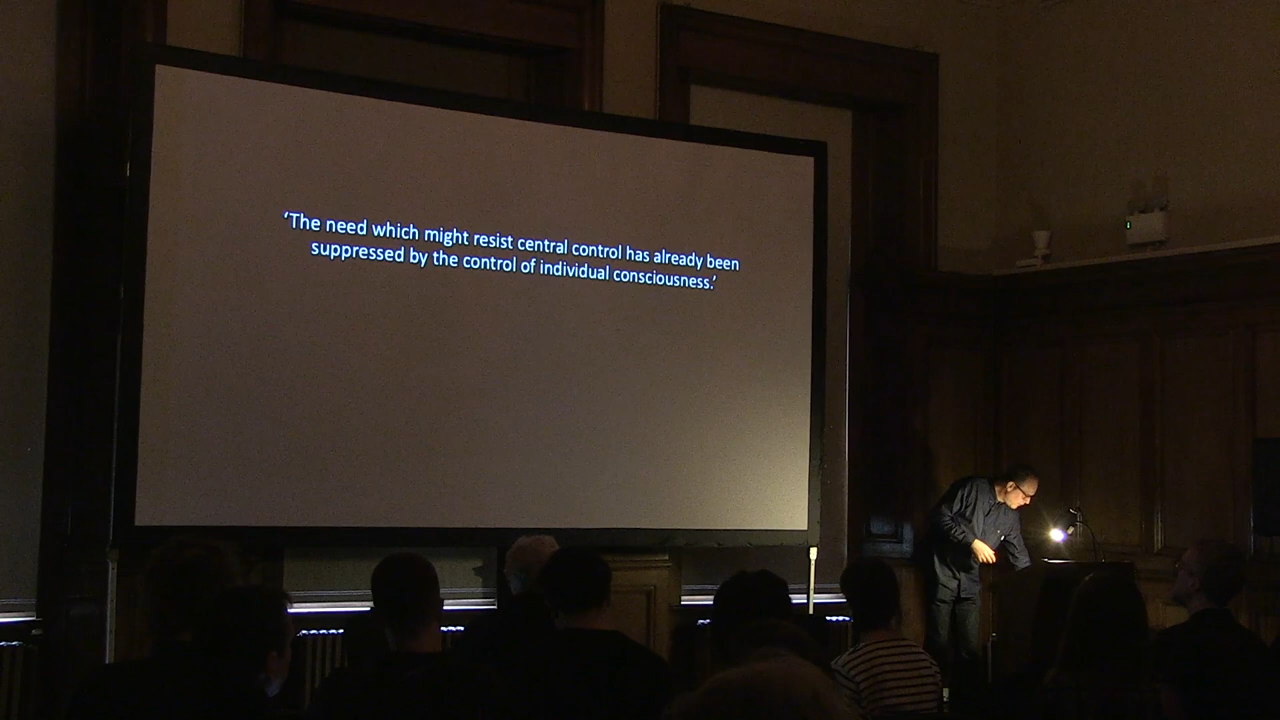 ‘The need which might resist central control has already been
suppressed by the control of individual consciousness.’